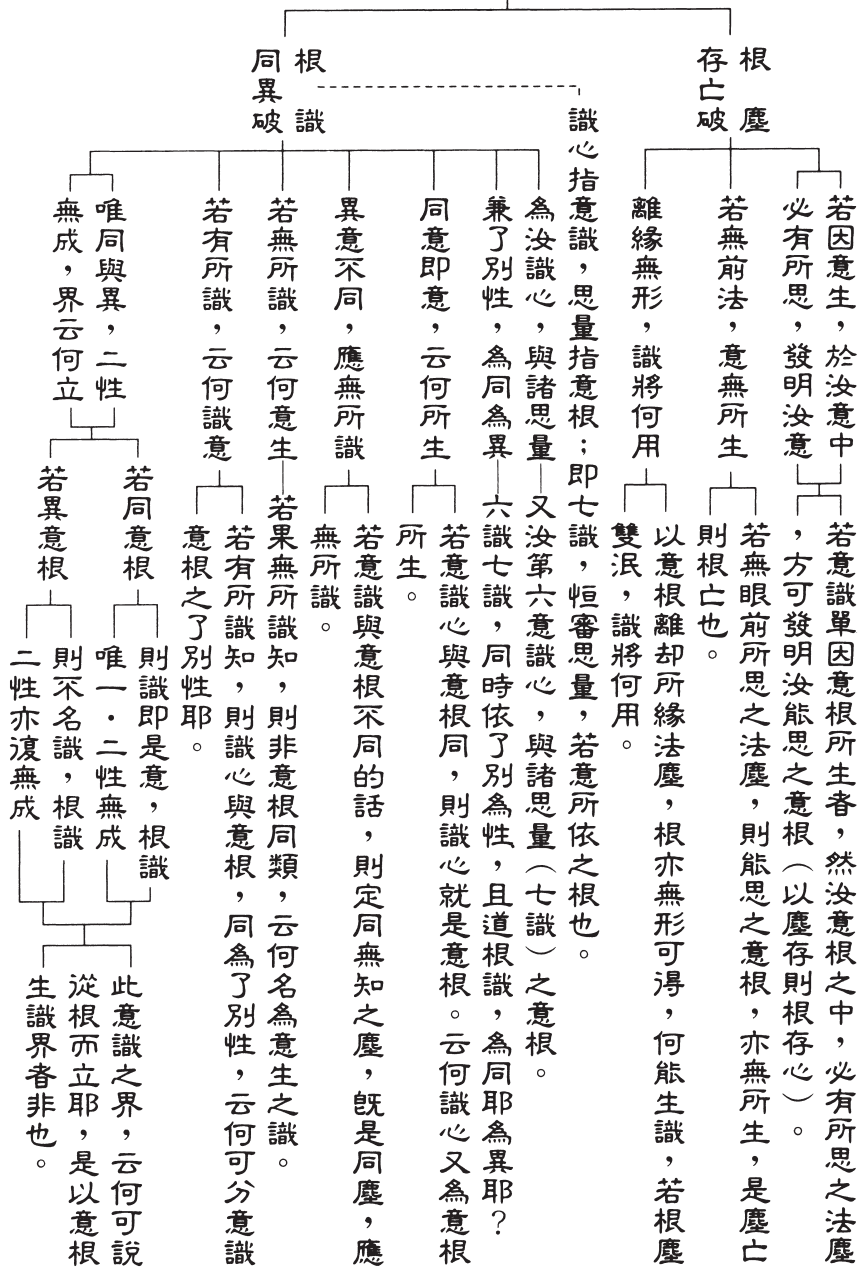 根塵
存亡破
若因意生，於汝意中
必有所思，發明汝意
若意識單因意根所生者，然汝意根之中，必有所思之法塵
，方可發明汝能思之意根（以塵存則根存心）。
若無前法，意無所生
若無眼前所思之法塵，則能思之意根，亦無所生，是塵亡
則根亡也。
離緣無形，識將何用
以意根離却所緣法塵，根亦無形可得，何能生識，若根塵
雙泯，識將何用。
根識
同異破
識心指意識，思量指意根；即七識，恒審思量，若意所依之根也。
為汝識心，與諸思量
兼了別性，為同為異
又汝第六意識心，與諸思量（七識）之意根。
六識七識，同時依了別為性，且道根識，為同耶為異耶？
同意即意，云何所生
若意識心與意根同，則識心就是意根。云何識心又為意根
所生。
異意不同，應無所識
若意識與意根不同的話，則定同無知之塵，既是同塵，應
無所識。
若無所識，云何意生
若果無所識知，則非意根同類，云何名為意生之識。
若有所識，云何識意
若有所識知，則識心與意根，同為了別性，云何可分意識
意根之了別性耶。
唯同與異，二性
無成，界云何立
若同意根
則識即是意，根識
唯一．二性無成
若異意根
則不名識，根識
二性亦復無成
此意識之界，云何可說
從根而立耶，是以意根
生識界者非也。